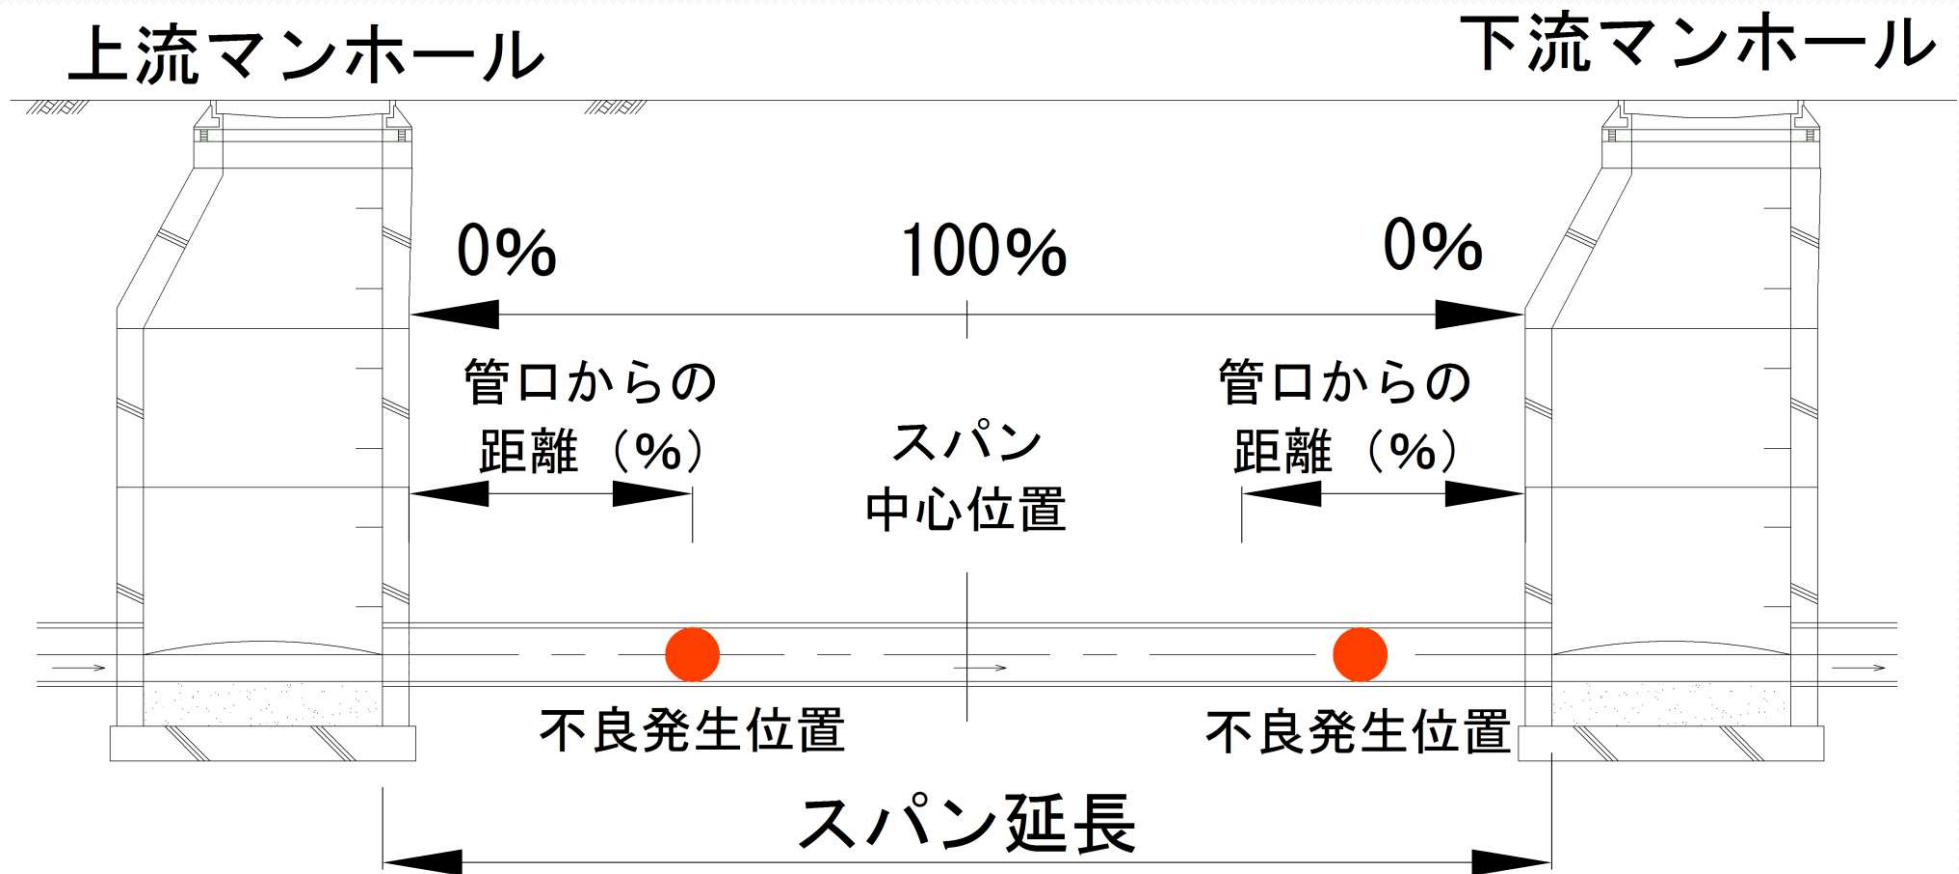 上流マンホール
下流マンホール
0%
100%
0%
管口からの
距離（%）
スパン
中心位置
管口からの
距離（%）
不良発生位置
不良発生位置
スパン延長